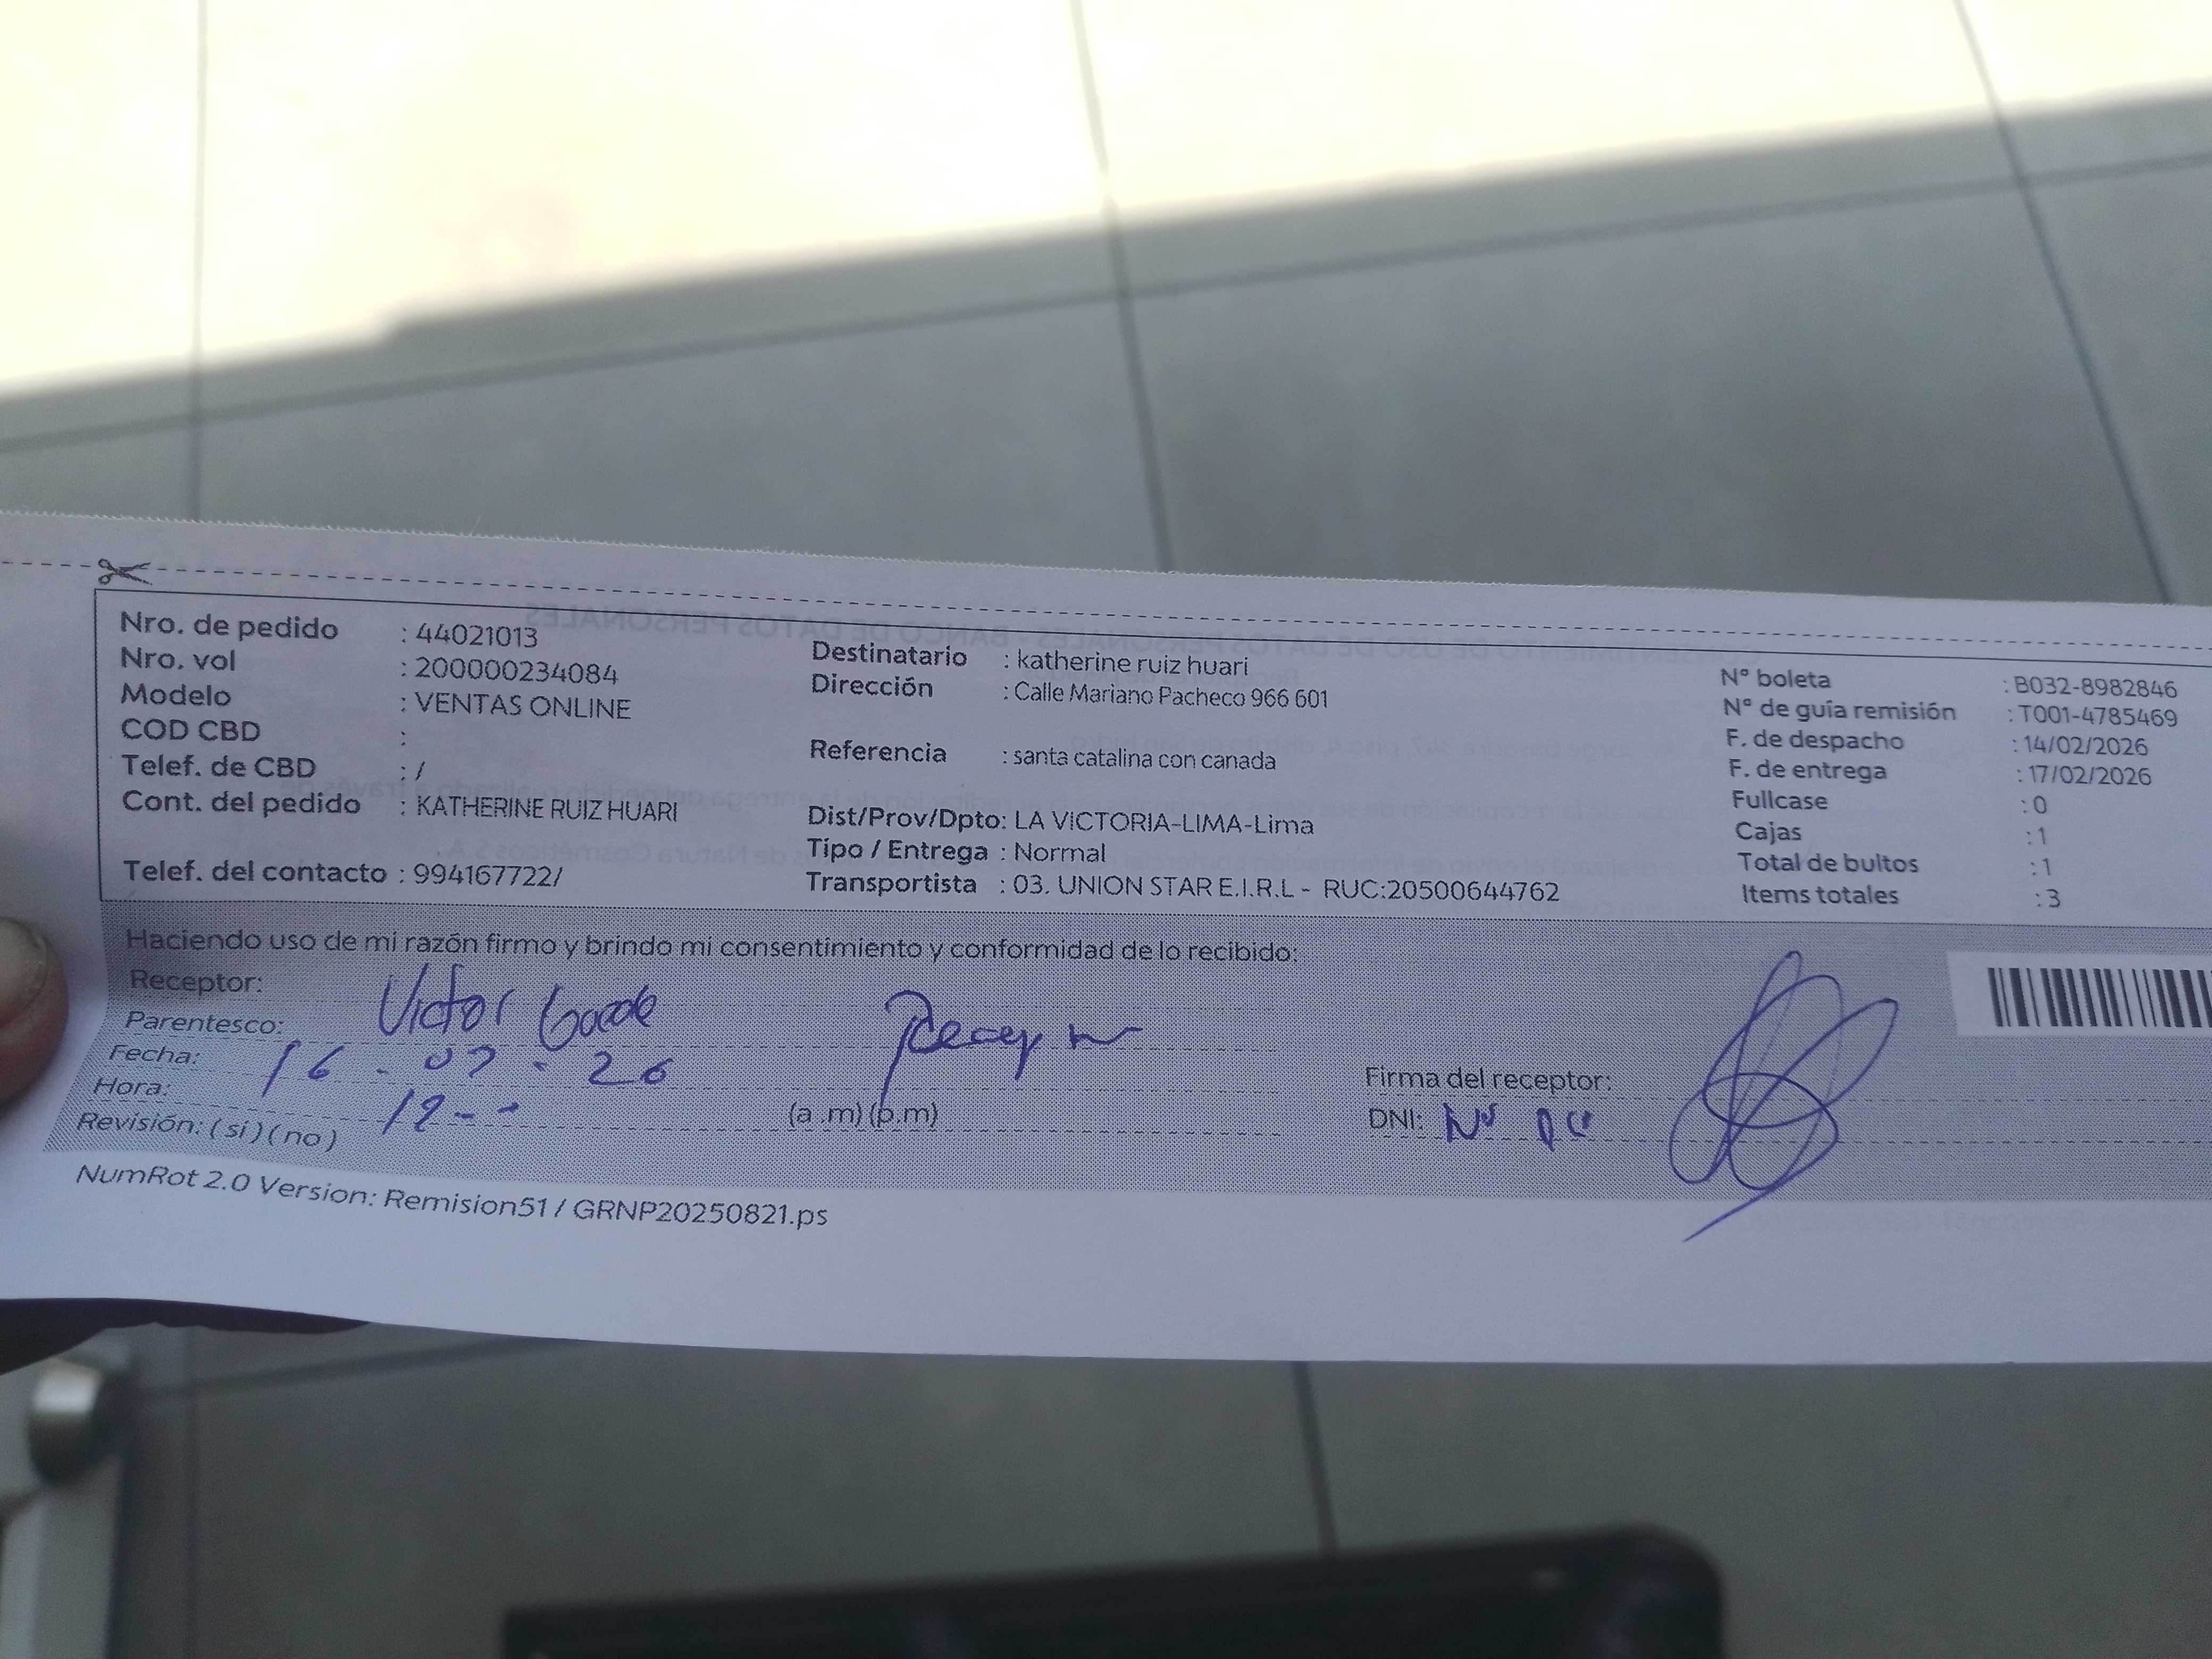 Nro. de pedido : 44021013
Nro. vol : 200000234084
Modelo : VENTAS ONLINE
COD CBD :
Telef. de CBD : /
Cont. del pedido : KATHERINE RUIZ HUARI
Telef. del contacto : 994167722/
Destinatario : katherine ruiz huari
Dirección : Calle Mariano Pacheco 966 601
Referencia : santa catalina con canada
Dist/Prov/Dpto: LA VICTORIA-LIMA-Lima
Tipo / Entrega : Normal
Transportista : 03. UNION STAR E.I.R.L - RUC:20500644762
N° boleta : B032-8982846
N° de guía remisión : T001-4785469
F. de despacho : 14/02/2026
F. de entrega : 17/02/2026
Fullcase : 0
Cajas : 1
Total de bultos : 1
Items totales : 3
Haciendo uso de mi razón firmo y brindo mi consentimiento y conformidad de lo recibido:
Receptor: Victor
Parentesco:
Fecha: 16 - 02 - 26
Hora: 12-- (a .m) (p.m)
Revisión: ( si ) ( no )
Firma del receptor:
DNI:
NumRot 2.0 Version: Remision51 / GRNP20250821.ps